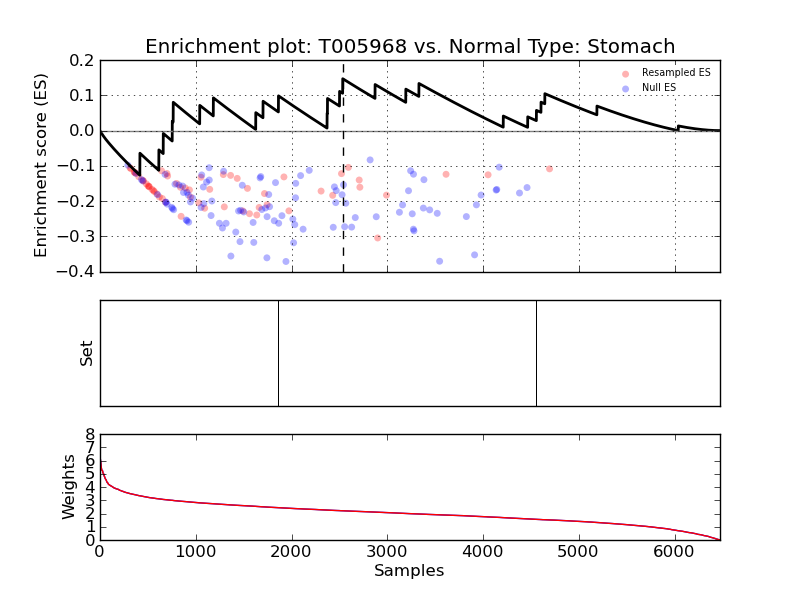 Enrichment plot: T005968 vs. Normal Type: Stomach
Enrichment score (ES)
0.2
0.1
0.0
−0.1
−0.2
−0.3
−0.4
Resampled ES
Null ES
Set
Weights
8
7
6
5
4
3
2
1
0
0 1000 2000 3000 4000 5000 6000
Samples